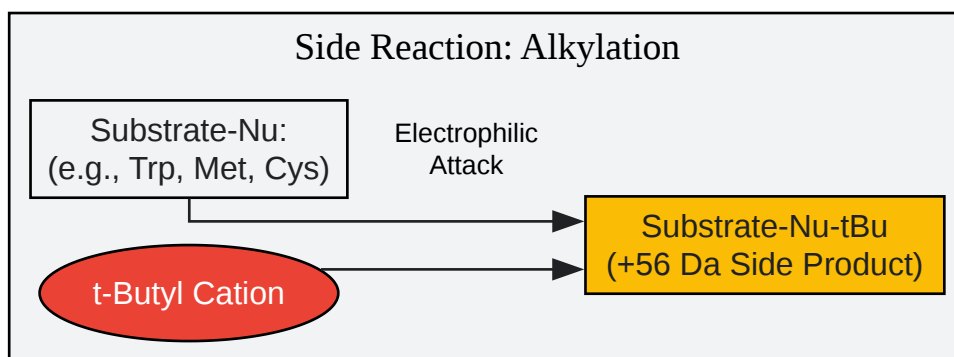 Side Reaction: Alkylation
Substrate-Nu:
(e.g., Trp, Met, Cys)
Electrophilic
Attack
Substrate-Nu-tBu
(+56 Da Side Product)
t-Butyl Cation